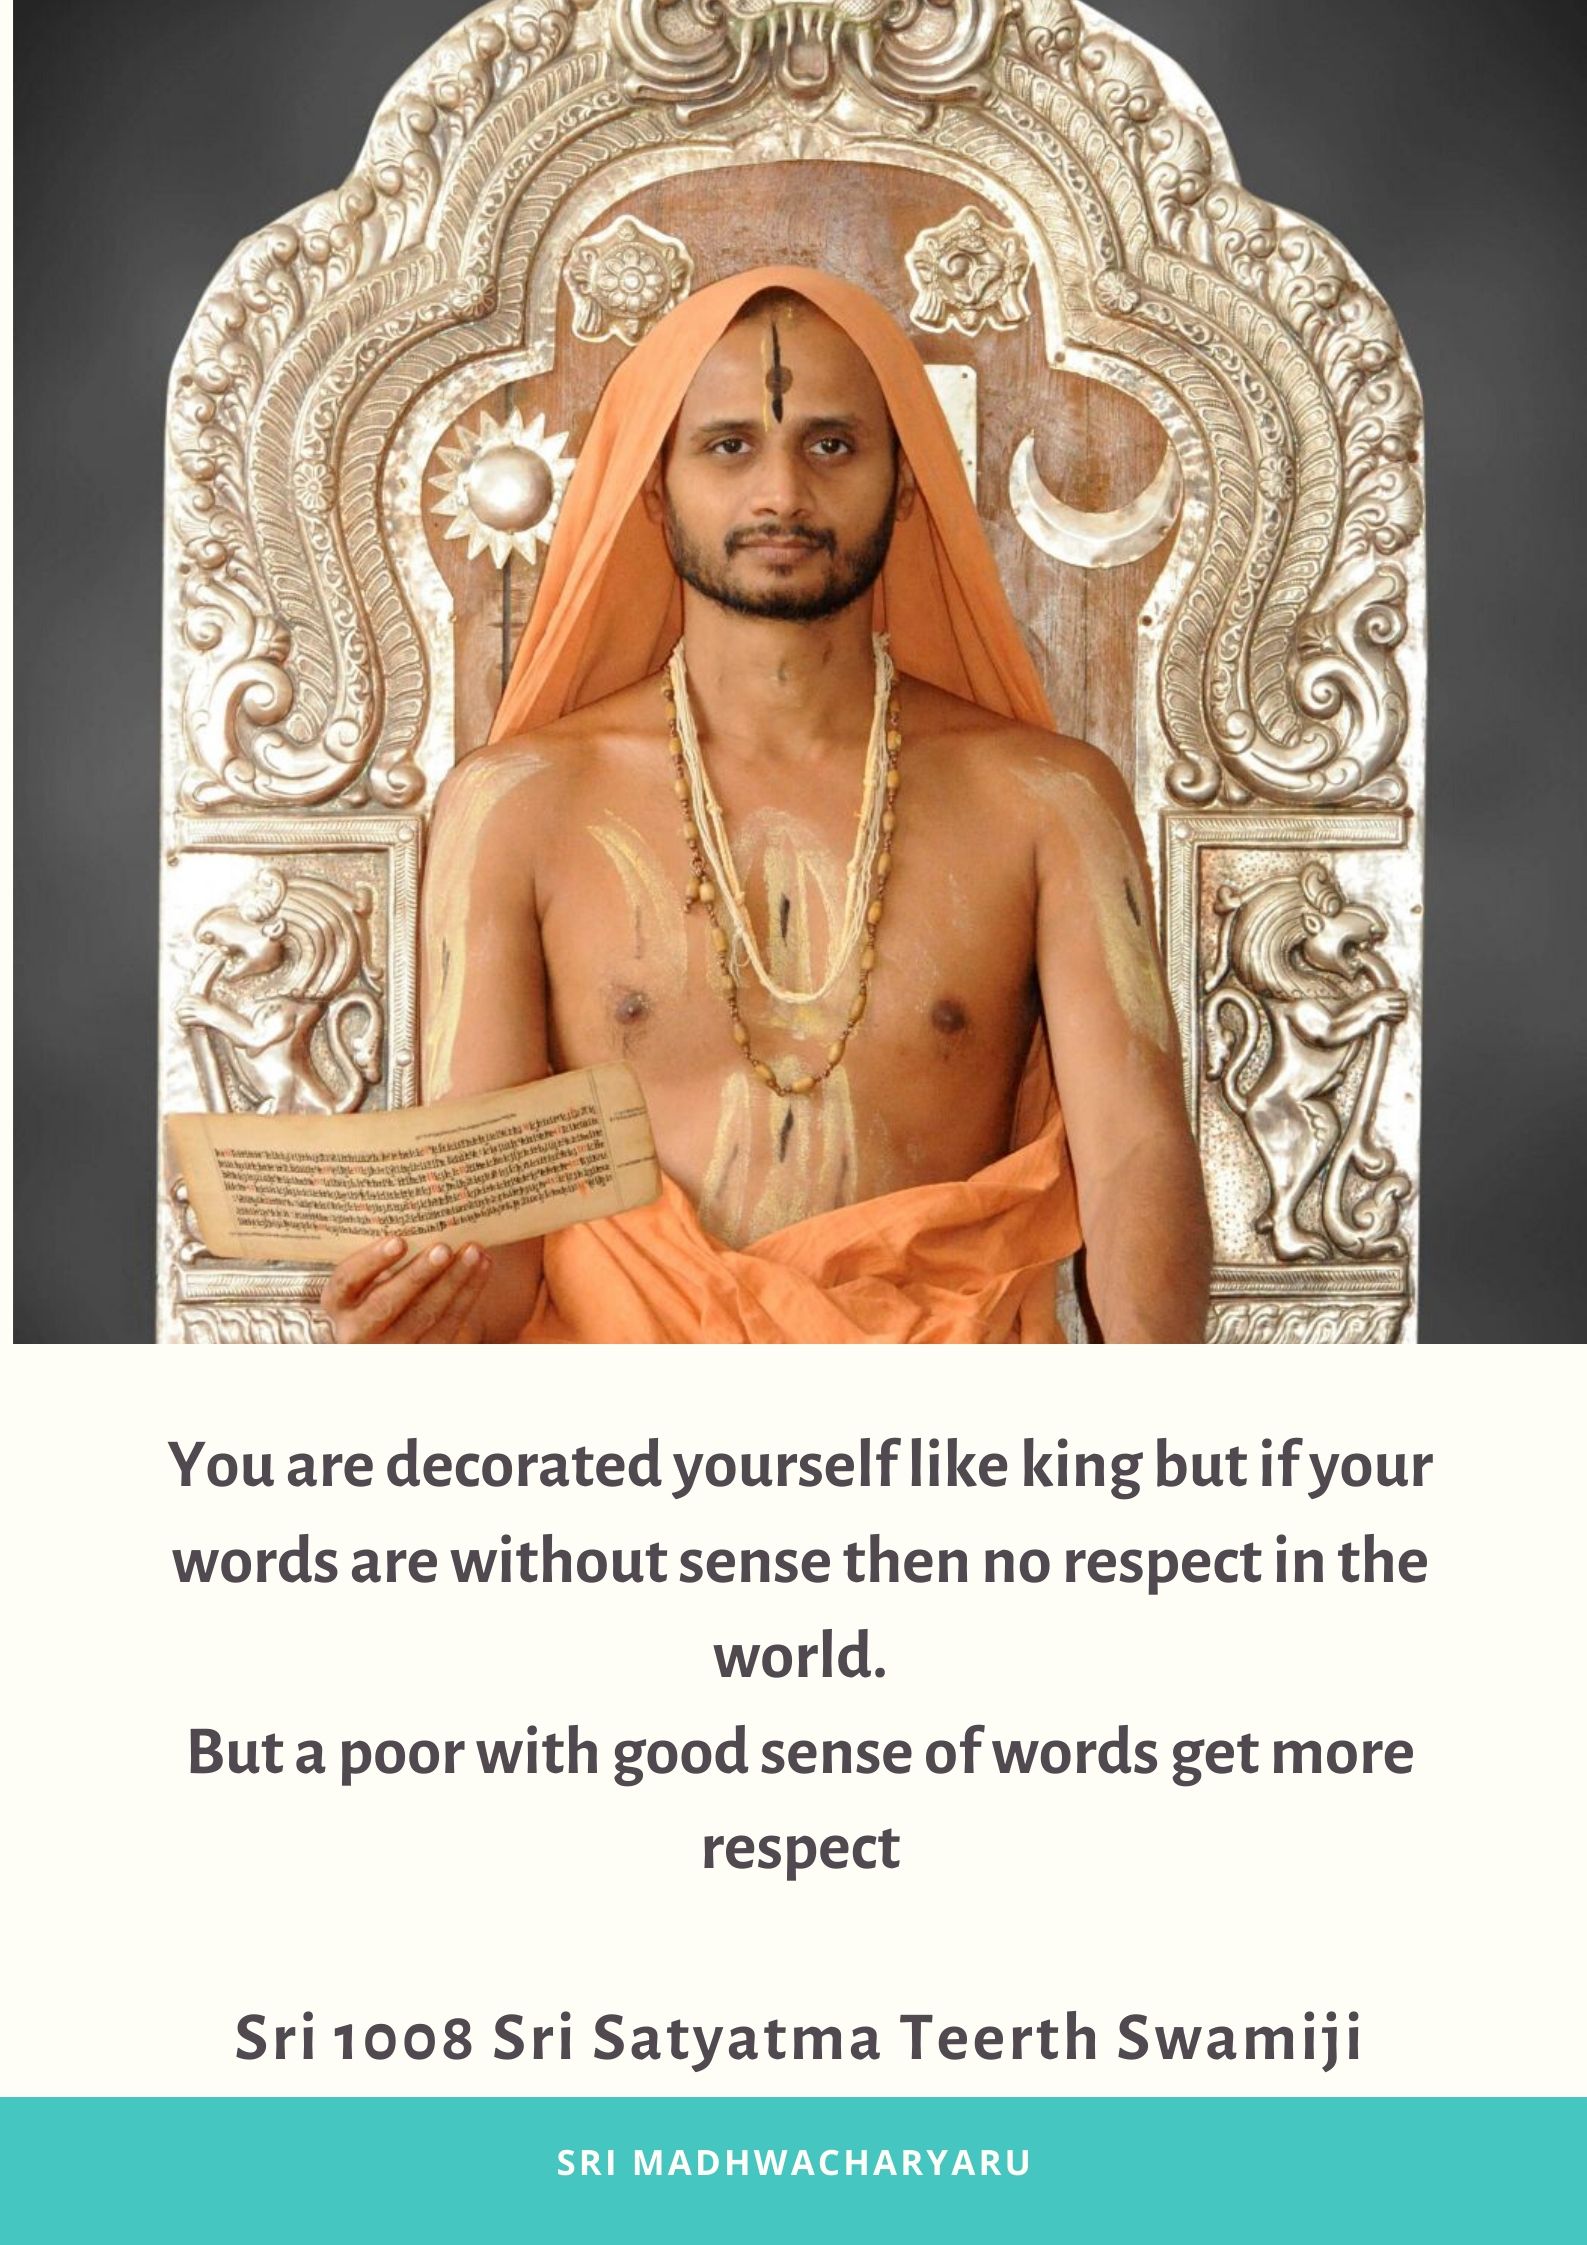 You are decorated yourself like king but if your
words are without sense then no respect in the
world.
But a poor with good sense of words get more
respect
Sri 1008 Sri Satyatma Teerth Swamiji
SRI MADHWACHARYARU